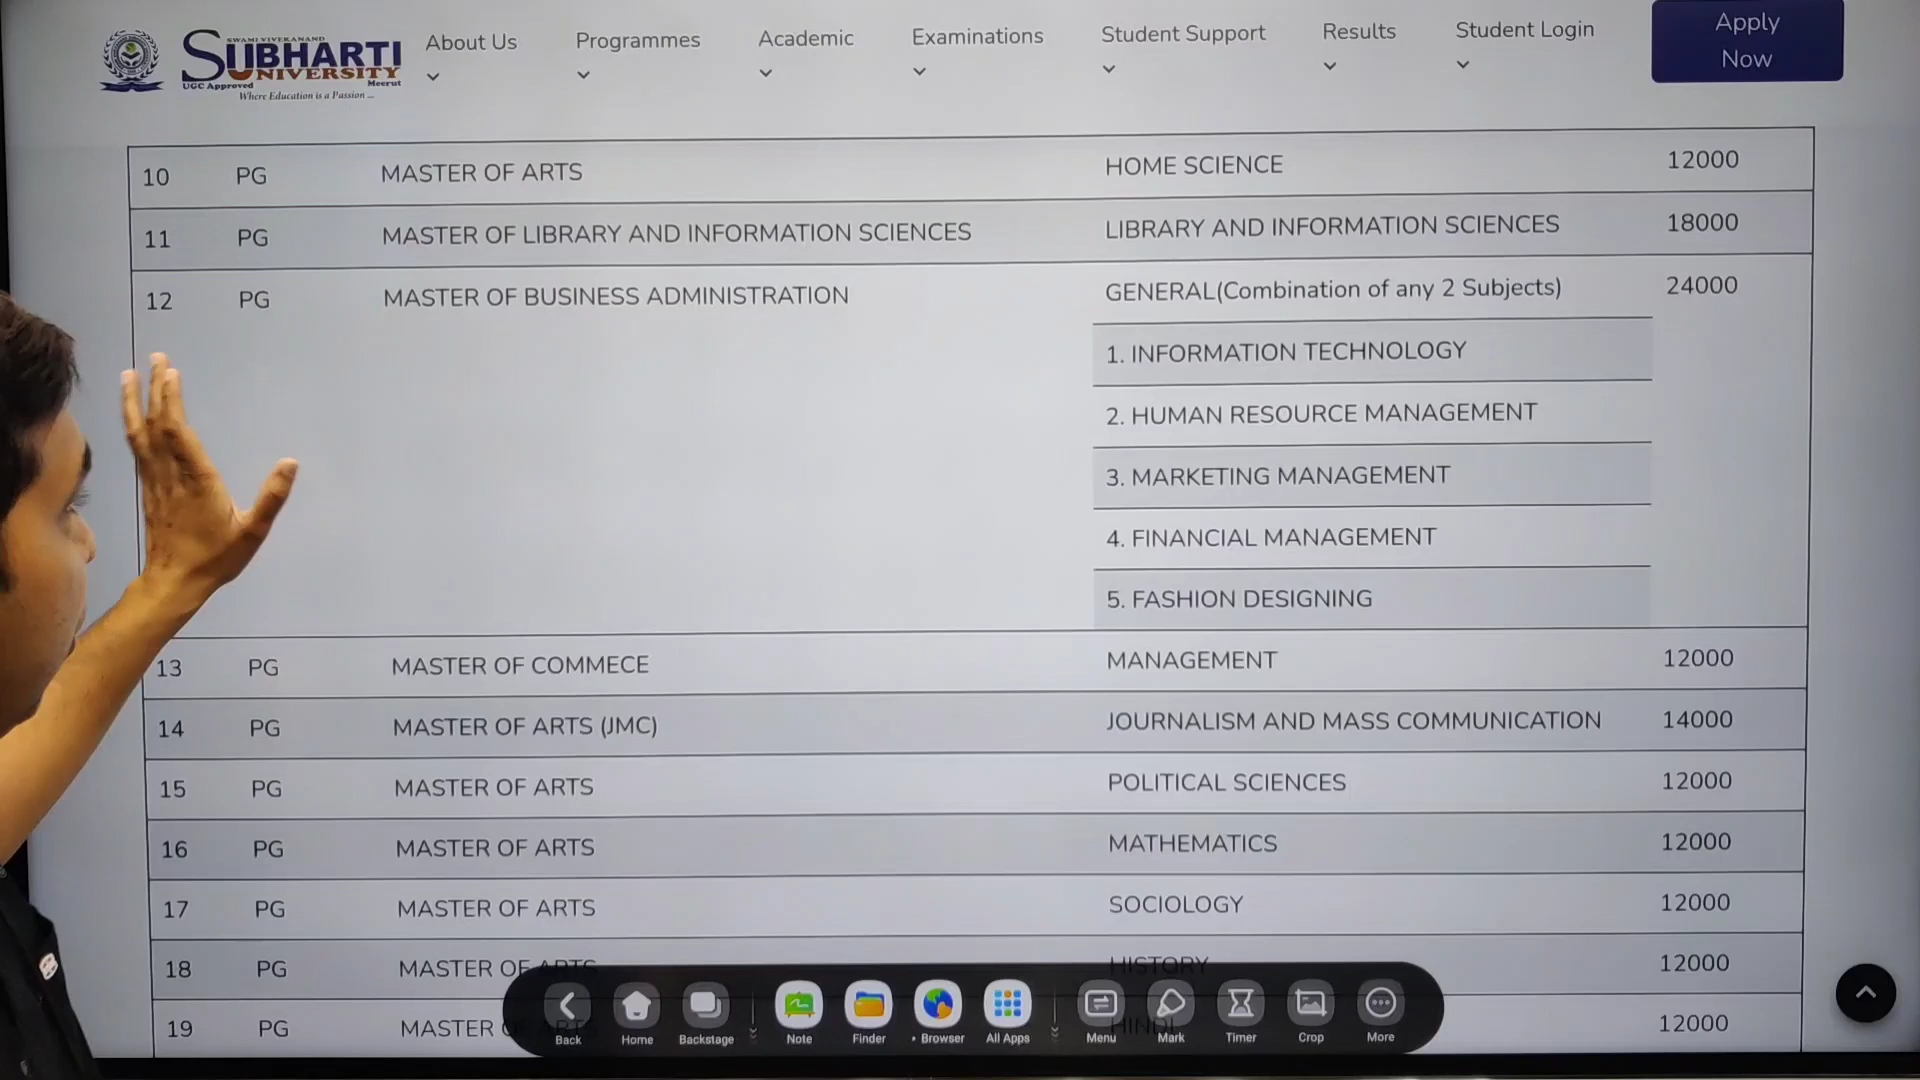 SWAMI VIVEKANAND
SUBHARTI
UNIVERSITY
UGC Approved Meerut
Where Education is a Passion ...
About Us Programmes Academic Examinations Student Support Results Student Login Apply Now
10 PG MASTER OF ARTS HOME SCIENCE 12000
11 PG MASTER OF LIBRARY AND INFORMATION SCIENCES LIBRARY AND INFORMATION SCIENCES 18000
12 PG MASTER OF BUSINESS ADMINISTRATION GENERAL(Combination of any 2 Subjects) 24000
1. INFORMATION TECHNOLOGY
2. HUMAN RESOURCE MANAGEMENT
3. MARKETING MANAGEMENT
4. FINANCIAL MANAGEMENT
5. FASHION DESIGNING
13 PG MASTER OF COMMECE MANAGEMENT 12000
14 PG MASTER OF ARTS (JMC) JOURNALISM AND MASS COMMUNICATION 14000
15 PG MASTER OF ARTS POLITICAL SCIENCES 12000
16 PG MASTER OF ARTS MATHEMATICS 12000
17 PG MASTER OF ARTS SOCIOLOGY 12000
18 PG MASTER OF ARTS HISTORY 12000
19 PG MASTER OF ARTS HINDI 12000
Back Home Backstage Note Finder Browser All Apps Menu Mark Timer Crop More